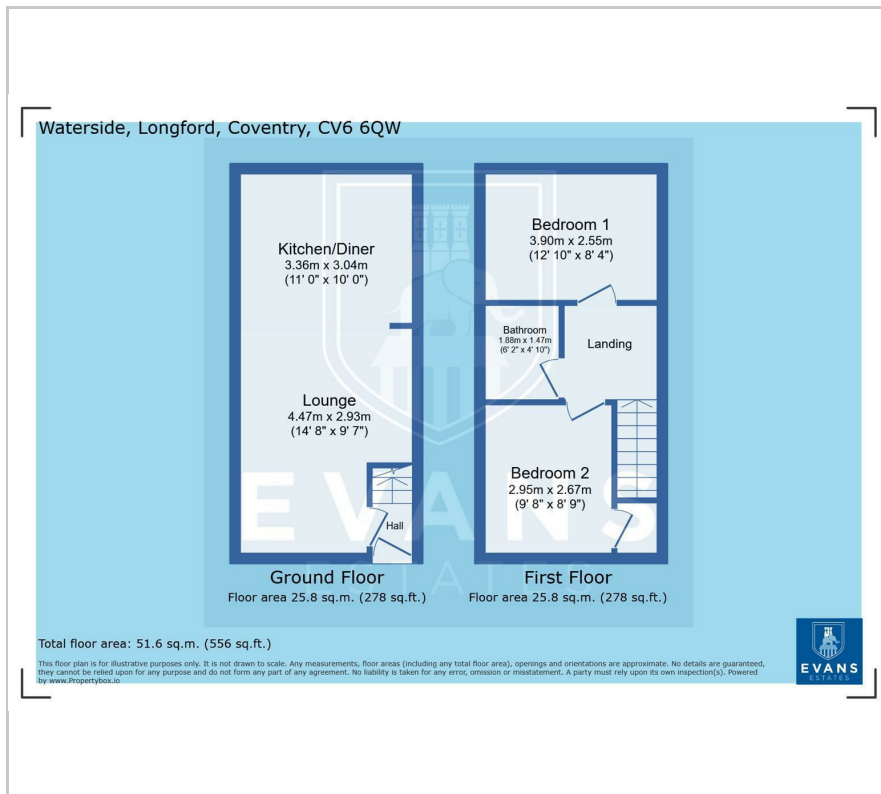 Waterside, Longford, Coventry, CV6 6QW
Kitchen/Diner
3.36m x 3.04m
(11' 0" x 10' 0")
Lounge
4.47m x 2.93m
(14' 8" x 9' 7")
Hall
Bedroom 1
3.90m x 2.55m
(12' 10" x 8' 4")
Bathroom
1.88m x 1.47m
(6' 2" x 4' 10")
Landing
Bedroom 2
2.95m x 2.67m
(9' 8" x 8' 9")
EVANS
ESTATES
Ground Floor
Floor area 25.8 sq.m. (278 sq.ft.)
First Floor
Floor area 25.8 sq.m. (278 sq.ft.)
Total floor area: 51.6 sq.m. (556 sq.ft.)
This floor plan is for illustrative purposes only. It is not drawn to scale. Any measurements, floor areas (including any total floor area), openings and orientations are approximate. No details are guaranteed,
they cannot be relied upon for any purpose and do not form any part of any agreement. No liability is taken for any error, omission or misstatement. A party must rely upon its own inspection(s). Powered
by www.Propertybox.io
EVANS
ESTATES